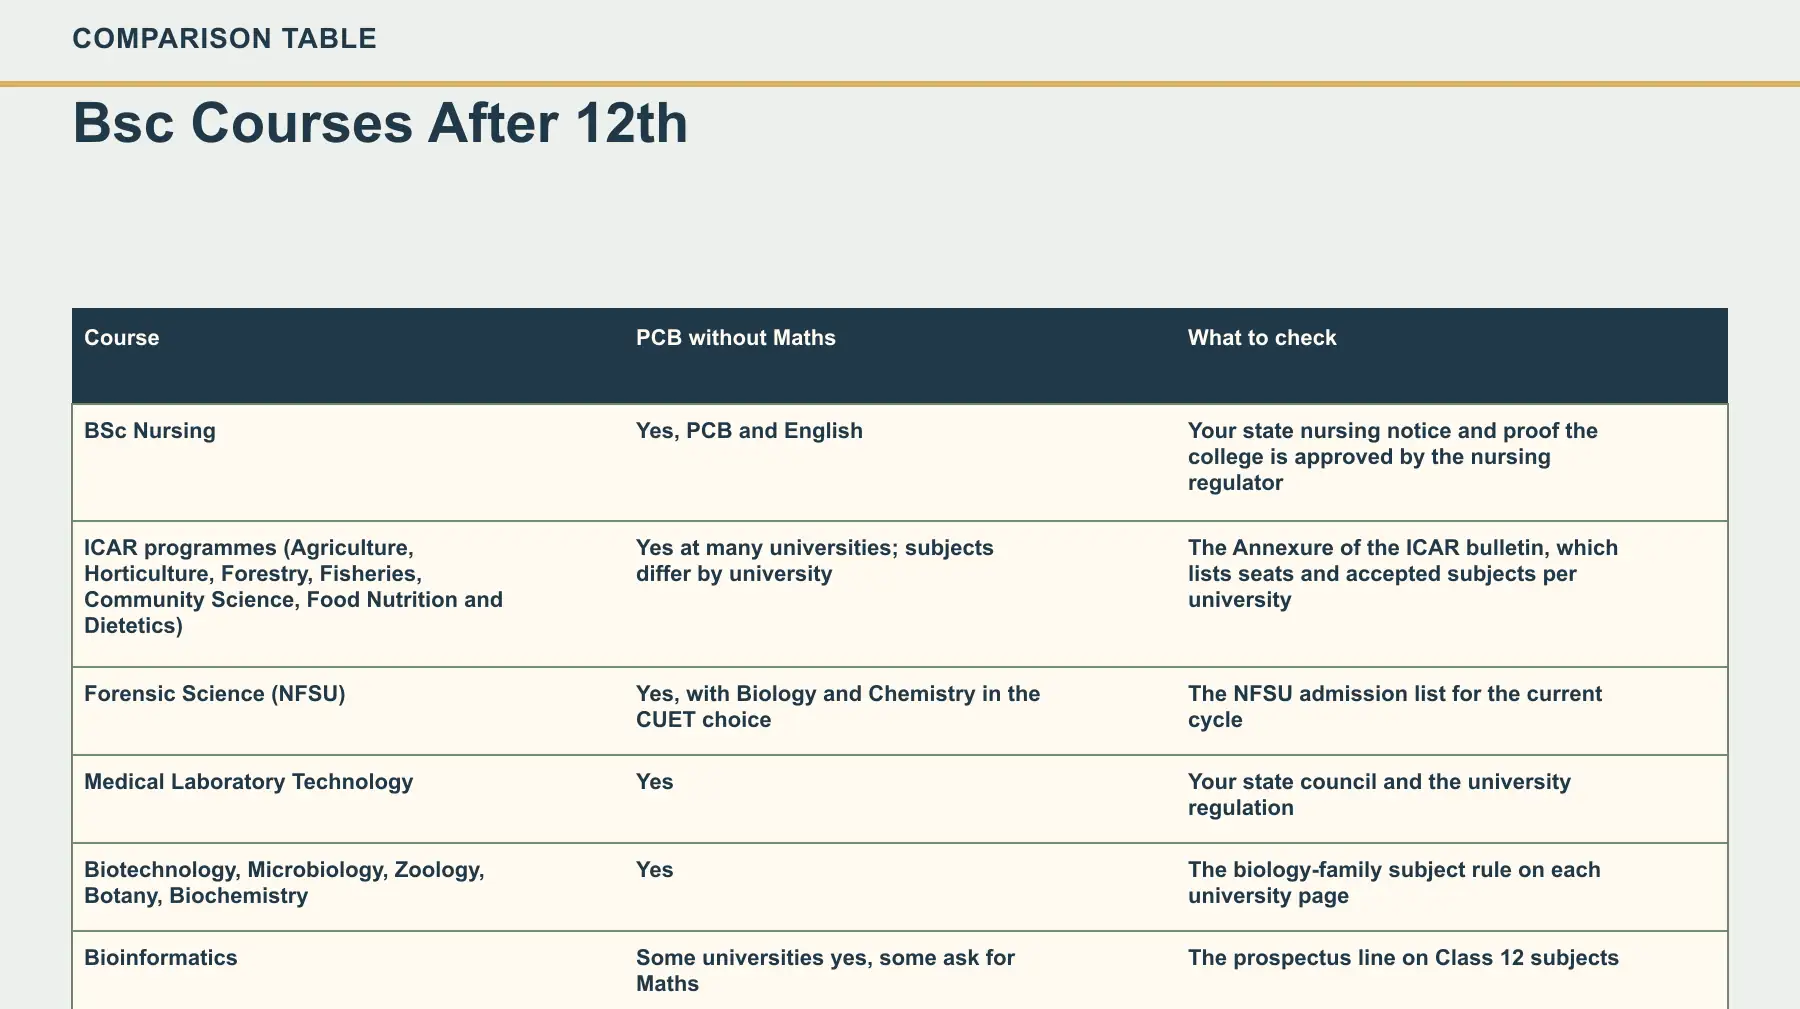 COMPARISON TABLE
Bsc Courses After 12th
Course
PCB without Maths
What to check
BSc Nursing
Yes, PCB and English
Your state nursing notice and proof the
college is approved by the nursing
regulator
ICAR programmes (Agriculture,
Horticulture, Forestry, Fisheries,
Community Science, Food Nutrition and
Dietetics)
Yes at many universities; subjects
differ by university
The Annexure of the ICAR bulletin, which
lists seats and accepted subjects per
university
Forensic Science (NFSU)
Yes, with Biology and Chemistry in the
CUET choice
The NFSU admission list for the current
cycle
Medical Laboratory Technology
Yes
Your state council and the university
regulation
Biotechnology, Microbiology, Zoology,
Botany, Biochemistry
Yes
The biology-family subject rule on each
university page
Bioinformatics
Some universities yes, some ask for
Maths
The prospectus line on Class 12 subjects